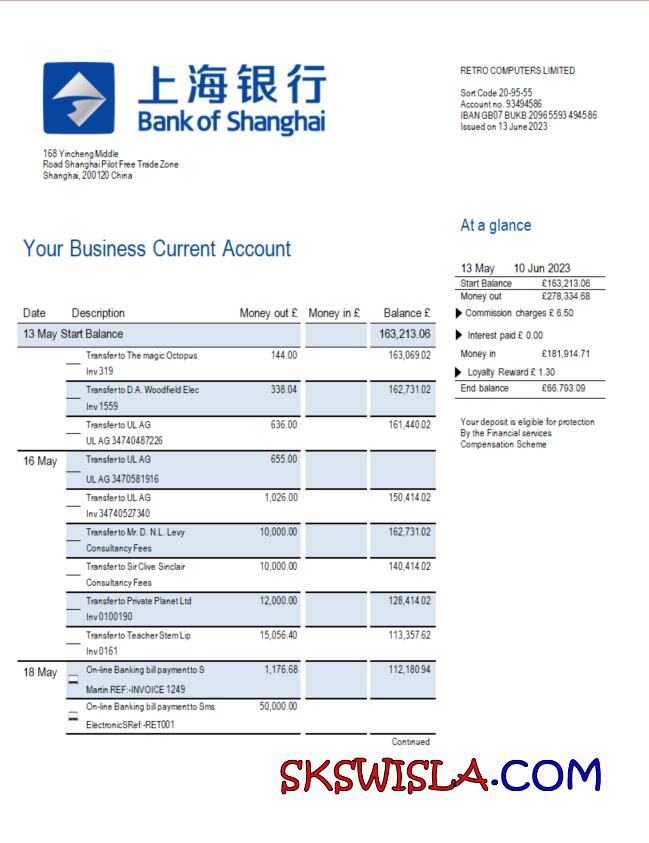 上海银行
Bank of Shanghai
168 Yincheng Middle
Road Shanghai Pilot Free Trade Zone
Shanghai, 200120 China
RETRO COMPUTERS LIMITED
Sort Code 20-95-55
Account no. 93494586
IBAN GB07 BUKB 20965593 494586
Issued on 13 June 2023
At a glance
13 May 10 Jun 2023
Start Balance £163,213.06
Money out £278,334.68
Commission charges £ 6.50
Interest paid £ 0.00
Money in £181,914.71
Loyalty Reward £ 1.30
End balance £66.793.09
Your deposit is eligible for protection
By the Financial services
Compensation Scheme
Your Business Current Account
Date Description Money out £ Money in £ Balance £
13 May Start Balance 163,213.06
Transfer to The magic Octopus 144.00 163,069.02
Inv 319
Transfer to D.A. Woodfield Elec 338.04 162,731.02
Inv 1559
Transfer to UL AG 636.00 161,440.02
UL AG 34740487226
16 May Transfer to UL AG 655.00
UL AG 3470581916
Transfer to UL AG 1,026.00 150,414.02
Inv 34740527340
Transfer to Mr. D. N.L. Levy 10,000.00 162,731.02
Consultancy Fees
Transfer to Sir Clive Sinclair 10,000.00 140,414.02
Consultancy Fees
Transfer to Private Planet Ltd 12,000.00 128,414.02
Inv 0100190
Transfer to Teacher Stem Lip 15,056.40 113,357.62
Inv 0161
18 May On-line Banking bill payment to S 1,176.68 112,180.94
Martin REF:-INVOICE 1249
On-line Banking bill payment to Sms 50,000.00
ElectronicSRef:-RET001
Continued
SKSWISLA.COM